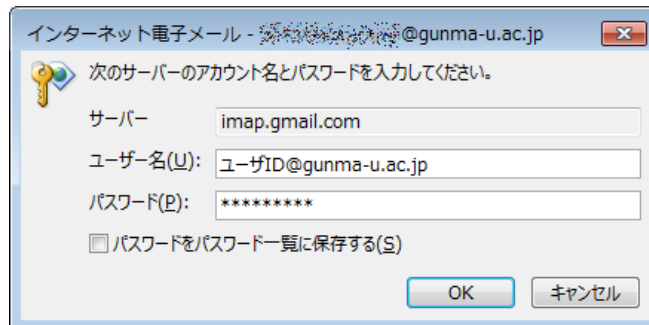 インターネット電子メール - @gunma-u.ac.jp
次のサーバーのアカウント名とパスワードを入力してください。
サーバー imap.gmail.com
ユーザー名(U): ユーザID@gunma-u.ac.jp
パスワード(P): *********
パスワードをパスワード一覧に保存する(S)
OK キャンセル